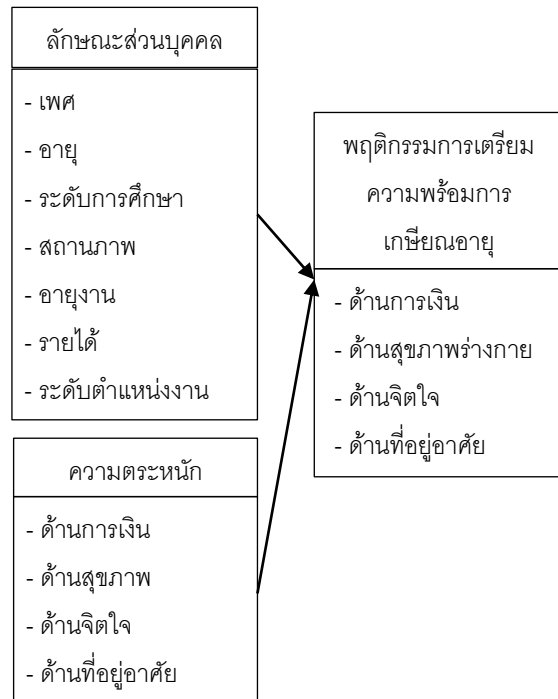 ลักษณะส่วนบุคคล
- เพศ
- อายุ
- ระดับการศึกษา
- สถานภาพ
- อายุงาน
- รายได้
- ระดับตำแหน่งงาน
ความตระหนัก
- ด้านการเงิน
- ด้านสุขภาพ
- ด้านจิตใจ
- ด้านที่อยู่อาศัย
พฤติกรรมการเตรียม
ความพร้อมการ
เกษียณอายุ
- ด้านการเงิน
- ด้านสุขภาพร่างกาย
- ด้านจิตใจ
- ด้านที่อยู่อาศัย